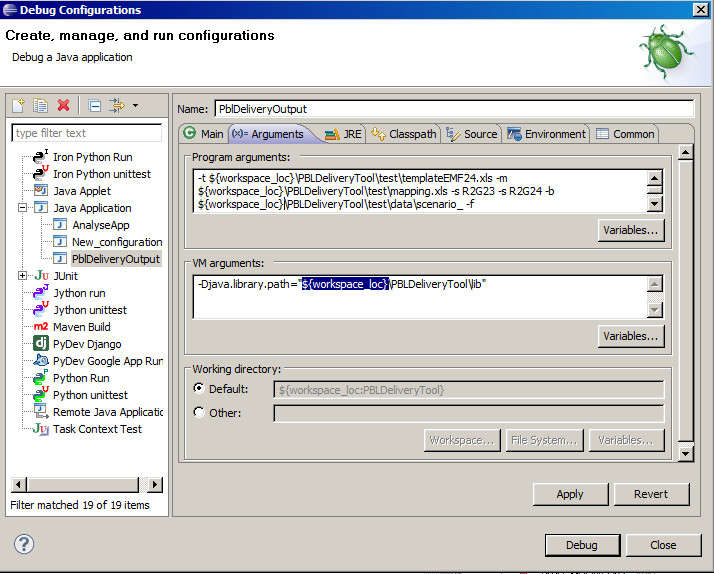 Debug Configurations
Create, manage, and run configurations
Debug a Java application
type filter text
Iron Python Run
Iron Python unittest
Java Applet
Java Application
AnalyseApp
New_configuration
PblDeliveryOutput
JUnit
Jython run
Jython unittest
Maven Build
PyDev Django
PyDev Google App Run
Python Run
Python unittest
Remote Java Applicatio
Task Context Test
Filter matched 19 of 19 items
Name: PblDeliveryOutput
Main (x)= Arguments JRE Classpath Source Environment Common
Program arguments:
-t ${workspace_loc}\PBLDeliveryTool\test\templateEMF24.xls -m
${workspace_loc}\PBLDeliveryTool\test\mapping.xls -s R2G23 -s R2G24 -b
${workspace_loc}\PBLDeliveryTool\test\data\scenario_ -f
Variables...
VM arguments:
-Djava.library.path="${workspace_loc}\PBLDeliveryTool\lib"
Variables...
Working directory:
Default: ${workspace_loc:PBLDeliveryTool}
Other:
Workspace... File System... Variables...
Apply Revert
Debug Close